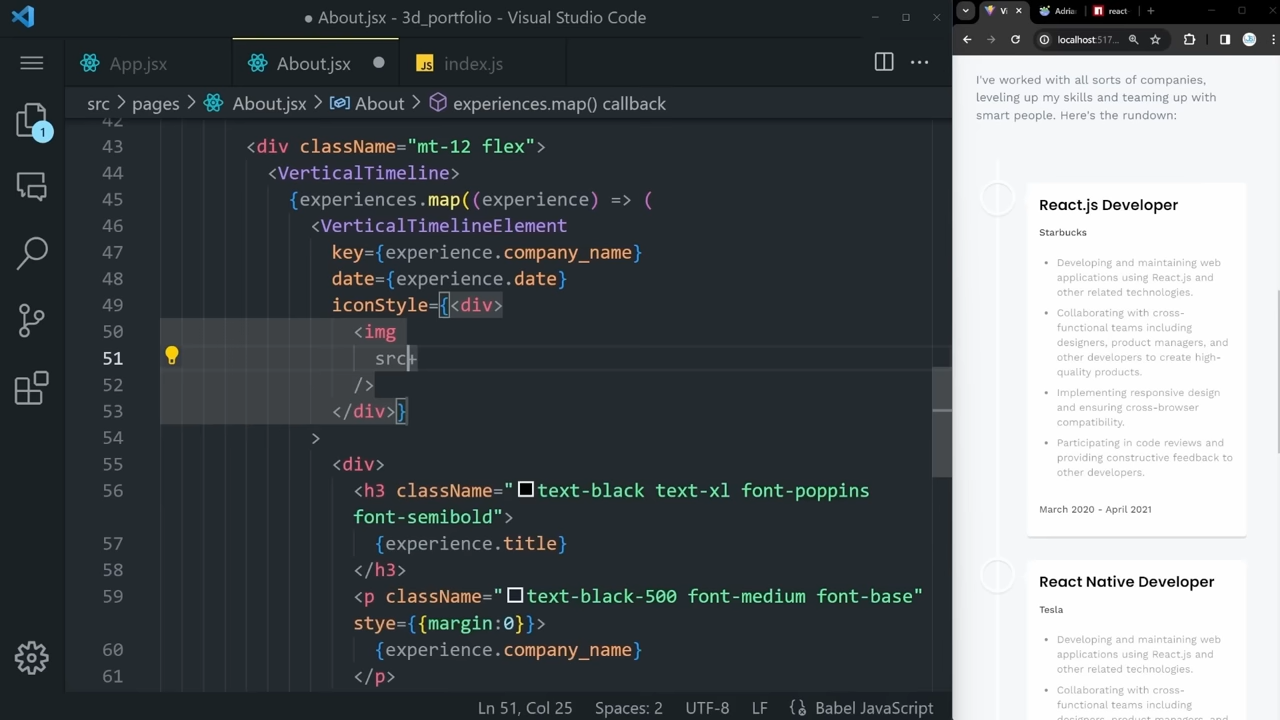 ● About.jsx - 3d_portfolio - Visual Studio Code
App.jsx
About.jsx
index.js
src > pages > About.jsx > About > experiences.map() callback
1
42
43 <div className="mt-12 flex">
44 <VerticalTimeline>
45 {experiences.map((experience) => (
46 <VerticalTimelineElement
47 key={experience.company_name}
48 date={experience.date}
49 iconStyle={<div>
50 <img
51 src+
52 />
53 </div>}
54 >
55 <div>
56 <h3 className="text-black text-xl font-poppins
font-semibold">
57 {experience.title}
58 </h3>
59 <p className="text-black-500 font-medium font-base"
stye={{margin:0}}>
60 {experience.company_name}
61 </p>
Ln 51, Col 25 Spaces: 2 UTF-8 LF Babel JavaScript
Adria
react
localhost:517...
I've worked with all sorts of companies,
leveling up my skills and teaming up with
smart people. Here's the rundown:
React.js Developer
Starbucks
• Developing and maintaining web
applications using React.js and
other related technologies.
• Collaborating with cross-
functional teams including
designers, product managers, and
other developers to create high-
quality products.
• Implementing responsive design
and ensuring cross-browser
compatibility.
• Participating in code reviews and
providing constructive feedback to
other developers.
March 2020 - April 2021
React Native Developer
Tesla
• Developing and maintaining web
applications using React.js and
other related technologies.
• Collaborating with cross-
functional teams including
designers, product managers, and